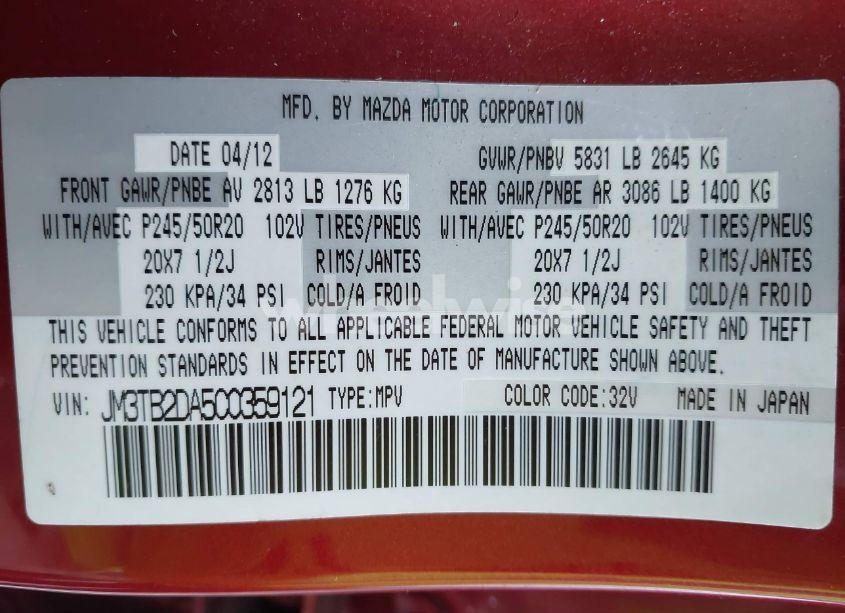 MFD. BY MAZDA MOTOR CORPORATION
DATE 04/12 GVWR/PNBV 5831 LB 2645 KG
FRONT GAWR/PNBE AV 2813 LB 1276 KG REAR GAWR/PNBE AR 3086 LB 1400 KG
WITH/AVEC P245/50R20 102V TIRES/PNEUS WITH/AVEC P245/50R20 102V TIRES/PNEUS
20X7 1/2J RIMS/JANTES 20X7 1/2J RIMS/JANTES
230 KPA/34 PSI COLD/A FROID 230 KPA/34 PSI COLD/A FROID
THIS VEHICLE CONFORMS TO ALL APPLICABLE FEDERAL MOTOR VEHICLE SAFETY AND THEFT
PREVENTION STANDARDS IN EFFECT ON THE DATE OF MANUFACTURE SHOWN ABOVE.
VIN: JM3TB2DA5C0359121 TYPE:MPV COLOR CODE:32V MADE IN JAPAN